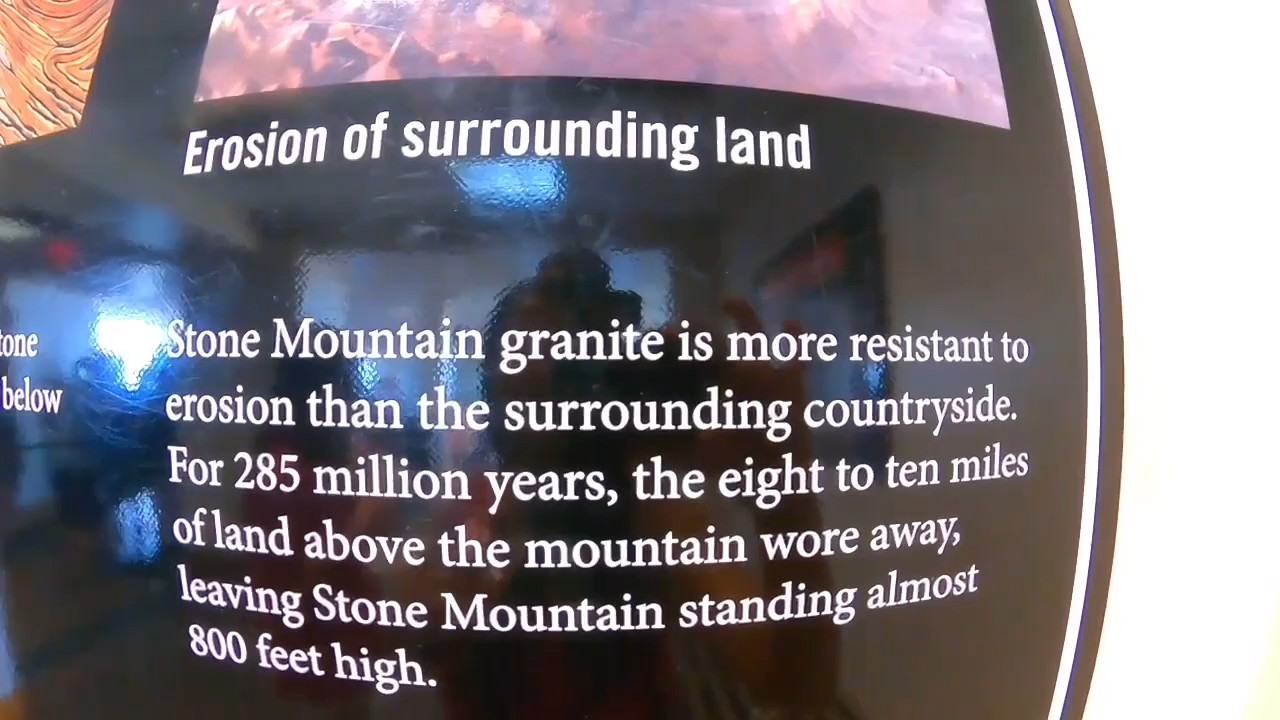 Erosion of surrounding land
tone
below
Stone Mountain granite is more resistant to
erosion than the surrounding countryside.
For 285 million years, the eight to ten miles
of land above the mountain wore away,
leaving Stone Mountain standing almost
800 feet high.